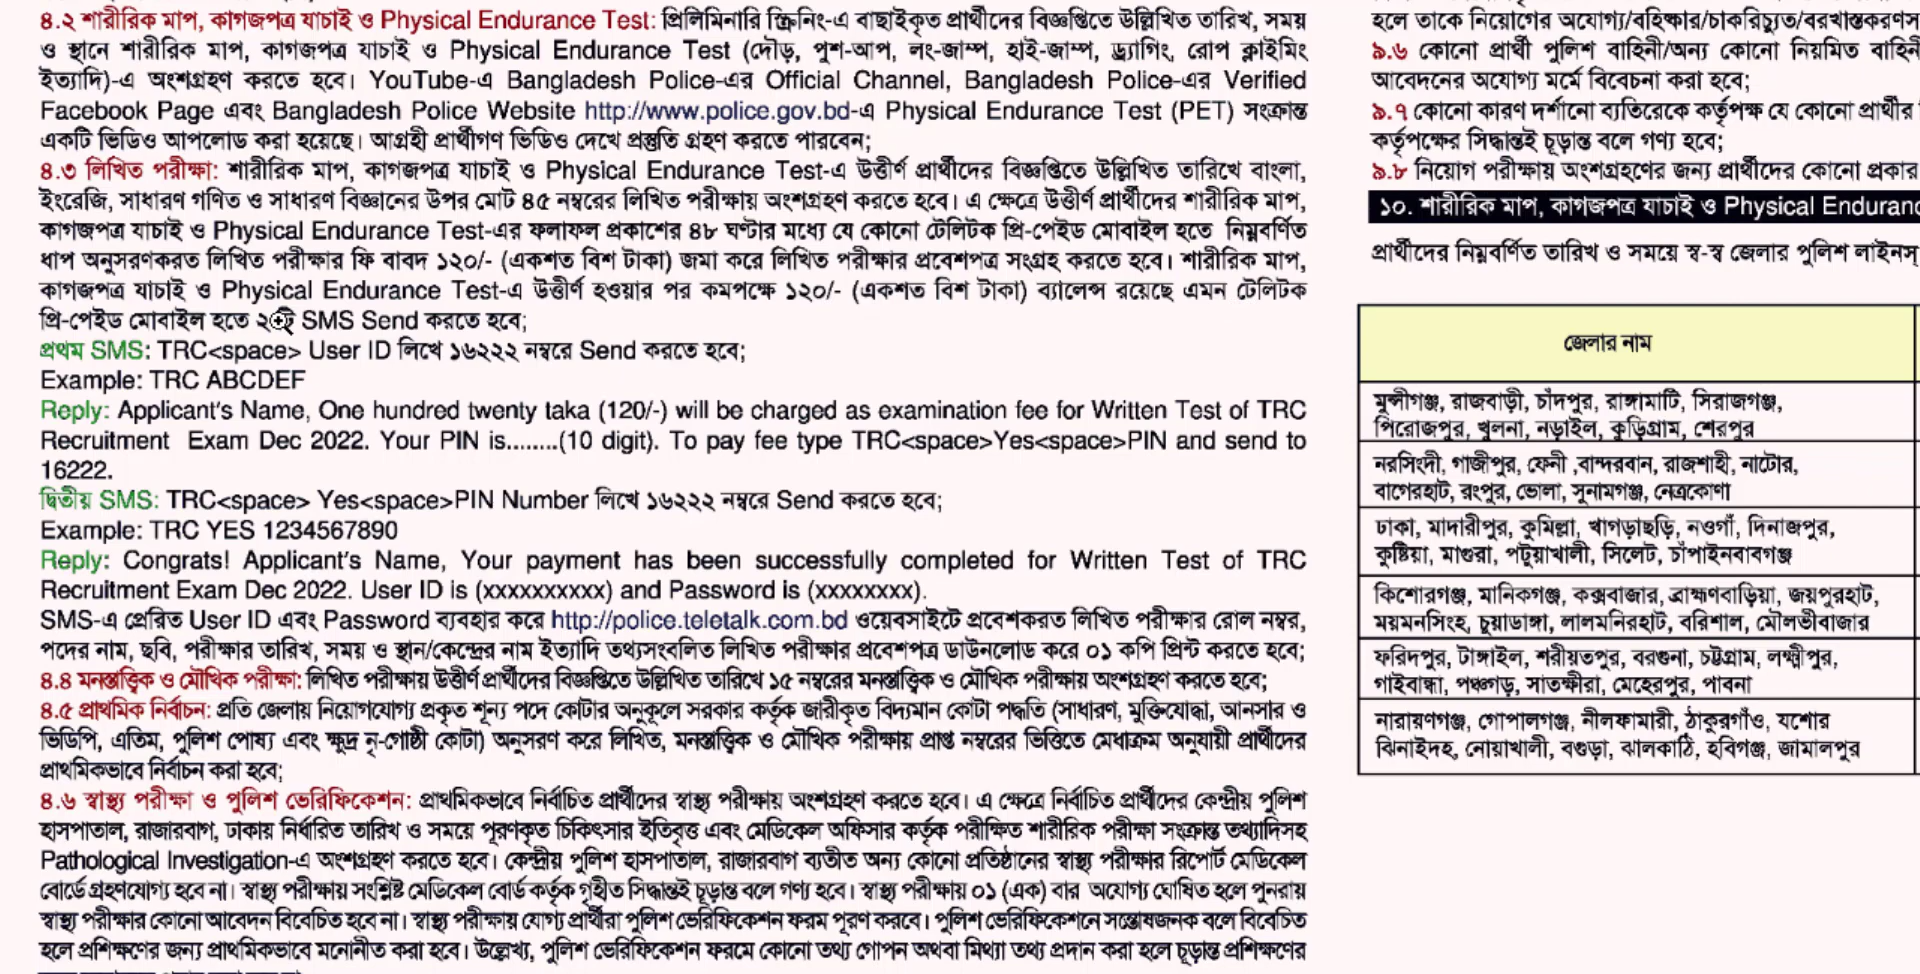 ৪.২ শারীরিক মাপ, কাগজপত্র যাচাই ও Physical Endurance Test: প্রিলিমিনারি স্ক্রিনিং-এ বাছাইকৃত প্রার্থীদের বিজ্ঞপ্তিতে উল্লিখিত তারিখ, সময়
ও স্থানে শারীরিক মাপ, কাগজপত্র যাচাই ও Physical Endurance Test (দৌড়, পুশ-আপ, লং-জাম্প, হাই-জাম্প, ড্র্যাগিং, রোপ ক্লাইমিং
ইত্যাদি)-এ অংশগ্রহণ করতে হবে। YouTube-এ Bangladesh Police-এর Official Channel, Bangladesh Police-এর Verified
Facebook Page এবং Bangladesh Police Website http://www.police.gov.bd-এ Physical Endurance Test (PET) সংক্রান্ত
একটি ভিডিও আপলোড করা হয়েছে। আগ্রহী প্রার্থীগণ ভিডিও দেখে প্রস্তুতি গ্রহণ করতে পারবেন;
৪.৩ লিখিত পরীক্ষা: শারীরিক মাপ, কাগজপত্র যাচাই ও Physical Endurance Test-এ উত্তীর্ণ প্রার্থীদের বিজ্ঞপ্তিতে উল্লিখিত তারিখে বাংলা,
ইংরেজি, সাধারণ গণিত ও সাধারণ বিজ্ঞানের উপর মোট ৪৫ নম্বরের লিখিত পরীক্ষায় অংশগ্রহণ করতে হবে। এ ক্ষেত্রে উত্তীর্ণ প্রার্থীদের শারীরিক মাপ,
কাগজপত্র যাচাই ও Physical Endurance Test-এর ফলাফল প্রকাশের ৪৮ ঘণ্টার মধ্যে যে কোনো টেলিটক প্রি-পেইড মোবাইল হতে নিম্নবর্ণিত
ধাপ অনুসরণকরত লিখিত পরীক্ষার ফি বাবদ ১২০/- (একশত বিশ টাকা) জমা করে লিখিত পরীক্ষার প্রবেশপত্র সংগ্রহ করতে হবে। শারীরিক মাপ,
কাগজপত্র যাচাই ও Physical Endurance Test-এ উত্তীর্ণ হওয়ার পর কমপক্ষে ১২০/- (একশত বিশ টাকা) ব্যালেন্স রয়েছে এমন টেলিটক
প্রি-পেইড মোবাইল হতে ২টি SMS Send করতে হবে;
প্রথম SMS: TRC<space> User ID লিখে ১৬২২২ নম্বরে Send করতে হবে;
Example: TRC ABCDEF
Reply: Applicant's Name, One hundred twenty taka (120/-) will be charged as examination fee for Written Test of TRC
Recruitment Exam Dec 2022. Your PIN is........(10 digit). To pay fee type TRC<space>Yes<space>PIN and send to
16222.
দ্বিতীয় SMS: TRC<space> Yes<space>PIN Number লিখে ১৬২২২ নম্বরে Send করতে হবে;
Example: TRC YES 1234567890
Reply: Congrats! Applicant's Name, Your payment has been successfully completed for Written Test of TRC
Recruitment Exam Dec 2022. User ID is (xxxxxxxxxx) and Password is (xxxxxxxx).
SMS-এ প্রেরিত User ID এবং Password ব্যবহার করে http://police.teletalk.com.bd ওয়েবসাইটে প্রবেশকরত লিখিত পরীক্ষার রোল নম্বর,
পদের নাম, ছবি, পরীক্ষার তারিখ, সময় ও স্থান/কেন্দ্রের নাম ইত্যাদি তথ্যসংবলিত লিখিত পরীক্ষার প্রবেশপত্র ডাউনলোড করে ০১ কপি প্রিন্ট করতে হবে;
৪.৪ মনস্তাত্ত্বিক ও মৌখিক পরীক্ষা: লিখিত পরীক্ষায় উত্তীর্ণ প্রার্থীদের বিজ্ঞপ্তিতে উল্লিখিত তারিখে ১৫ নম্বরের মনস্তাত্ত্বিক ও মৌখিক পরীক্ষায় অংশগ্রহণ করতে হবে;
৪.৫ প্রাথমিক নির্বাচন: প্রতি জেলায় নিয়োগযোগ্য প্রকৃত শূন্য পদে কোটার অনুকূলে সরকার কর্তৃক জারীকৃত বিদ্যমান কোটা পদ্ধতি (সাধারণ, মুক্তিযোদ্ধা, আনসার ও
ভিডিপি, এতিম, পুলিশ পোষ্য এবং ক্ষুদ্র নৃ-গোষ্ঠী কোটা) অনুসরণ করে লিখিত, মনস্তাত্ত্বিক ও মৌখিক পরীক্ষায় প্রাপ্ত নম্বরের ভিত্তিতে মেধাক্রম অনুযায়ী প্রার্থীদের
প্রাথমিকভাবে নির্বাচন করা হবে;
৪.৬ স্বাস্থ্য পরীক্ষা ও পুলিশ ভেরিফিকেশন: প্রাথমিকভাবে নির্বাচিত প্রার্থীদের স্বাস্থ্য পরীক্ষায় অংশগ্রহণ করতে হবে। এ ক্ষেত্রে নির্বাচিত প্রার্থীদের কেন্দ্রীয় পুলিশ
হাসপাতাল, রাজারবাগ, ঢাকায় নির্ধারিত তারিখ ও সময়ে পূরণকৃত চিকিৎসার ইতিবৃত্ত এবং মেডিকেল অফিসার কর্তৃক পরীক্ষিত শারীরিক পরীক্ষা সংক্রান্ত তথ্যাদিসহ
Pathological Investigation-এ অংশগ্রহণ করতে হবে। কেন্দ্রীয় পুলিশ হাসপাতাল, রাজারবাগ ব্যতীত অন্য কোনো প্রতিষ্ঠানের স্বাস্থ্য পরীক্ষার রিপোর্ট মেডিকেল
বোর্ডে গ্রহণযোগ্য হবে না। স্বাস্থ্য পরীক্ষায় সংশ্লিষ্ট মেডিকেল বোর্ড কর্তৃক গৃহীত সিদ্ধান্তই চূড়ান্ত বলে গণ্য হবে। স্বাস্থ্য পরীক্ষায় ০১ (এক) বার অযোগ্য ঘোষিত হলে পুনরায়
স্বাস্থ্য পরীক্ষার কোনো আবেদন বিবেচিত হবে না। স্বাস্থ্য পরীক্ষায় যোগ্য প্রার্থীরা পুলিশ ভেরিফিকেশন ফরম পূরণ করবে। পুলিশ ভেরিফিকেশনে সন্তোষজনক বলে বিবেচিত
হলে প্রশিক্ষণের জন্য প্রাথমিকভাবে মনোনীত করা হবে। উল্লেখ্য, পুলিশ ভেরিফিকেশন ফরমে কোনো তথ্য গোপন অথবা মিথ্যা তথ্য প্রদান করা হলে চূড়ান্ত প্রশিক্ষণের
হলে তাকে নিয়োগের অযোগ্য/বহিষ্কার/চাকরিচ্যুত/বরখাস্তকরণস
৯.৬ কোনো প্রার্থী পুলিশ বাহিনী/অন্য কোনো নিয়মিত বাহিনী
আবেদনের অযোগ্য মর্মে বিবেচনা করা হবে;
৯.৭ কোনো কারণ দর্শানো ব্যতিরেকে কর্তৃপক্ষ যে কোনো প্রার্থীর
কর্তৃপক্ষের সিদ্ধান্তই চূড়ান্ত বলে গণ্য হবে;
৯.৮ নিয়োগ পরীক্ষায় অংশগ্রহণের জন্য প্রার্থীদের কোনো প্রকার
১০. শারীরিক মাপ, কাগজপত্র যাচাই ও Physical Enduranc
প্রার্থীদের নিম্নবর্ণিত তারিখ ও সময়ে স্ব-স্ব জেলার পুলিশ লাইনস্
জেলার নাম
মুন্সীগঞ্জ, রাজবাড়ী, চাঁদপুর, রাঙ্গামাটি, সিরাজগঞ্জ,
পিরোজপুর, খুলনা, নড়াইল, কুড়িগ্রাম, শেরপুর
নরসিংদী, গাজীপুর, ফেনী ,বান্দরবান, রাজশাহী, নাটোর,
বাগেরহাট, রংপুর, ভোলা, সুনামগঞ্জ, নেত্রকোণা
ঢাকা, মাদারীপুর, কুমিল্লা, খাগড়াছড়ি, নওগাঁ, দিনাজপুর,
কুষ্টিয়া, মাগুরা, পটুয়াখালী, সিলেট, চাঁপাইনবাবগঞ্জ
কিশোরগঞ্জ, মানিকগঞ্জ, কক্সবাজার, ব্রাহ্মণবাড়িয়া, জয়পুরহাট,
ময়মনসিংহ, চুয়াডাঙ্গা, লালমনিরহাট, বরিশাল, মৌলভীবাজার
ফরিদপুর, টাঙ্গাইল, শরীয়তপুর, বরগুনা, চট্টগ্রাম, লক্ষ্মীপুর,
গাইবান্ধা, পঞ্চগড়, সাতক্ষীরা, মেহেরপুর, পাবনা
নারায়ণগঞ্জ, গোপালগঞ্জ, নীলফামারী, ঠাকুরগাঁও, যশোর
ঝিনাইদহ, নোয়াখালী, বগুড়া, ঝালকাঠি, হবিগঞ্জ, জামালপুর